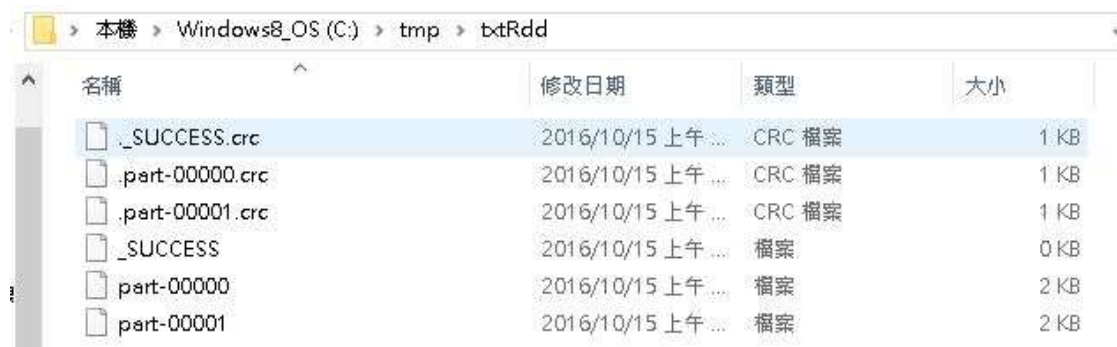 本機 > Windows8_OS (C:) > tmp > txtRdd
名稱 修改日期 類型 大小
._SUCCESS.crc 2016/10/15 上午 ... CRC 檔案 1 KB
.part-00000.crc 2016/10/15 上午 ... CRC 檔案 1 KB
.part-00001.crc 2016/10/15 上午 ... CRC 檔案 1 KB
_SUCCESS 2016/10/15 上午 ... 檔案 0 KB
part-00000 2016/10/15 上午 ... 檔案 2 KB
part-00001 2016/10/15 上午 ... 檔案 2 KB